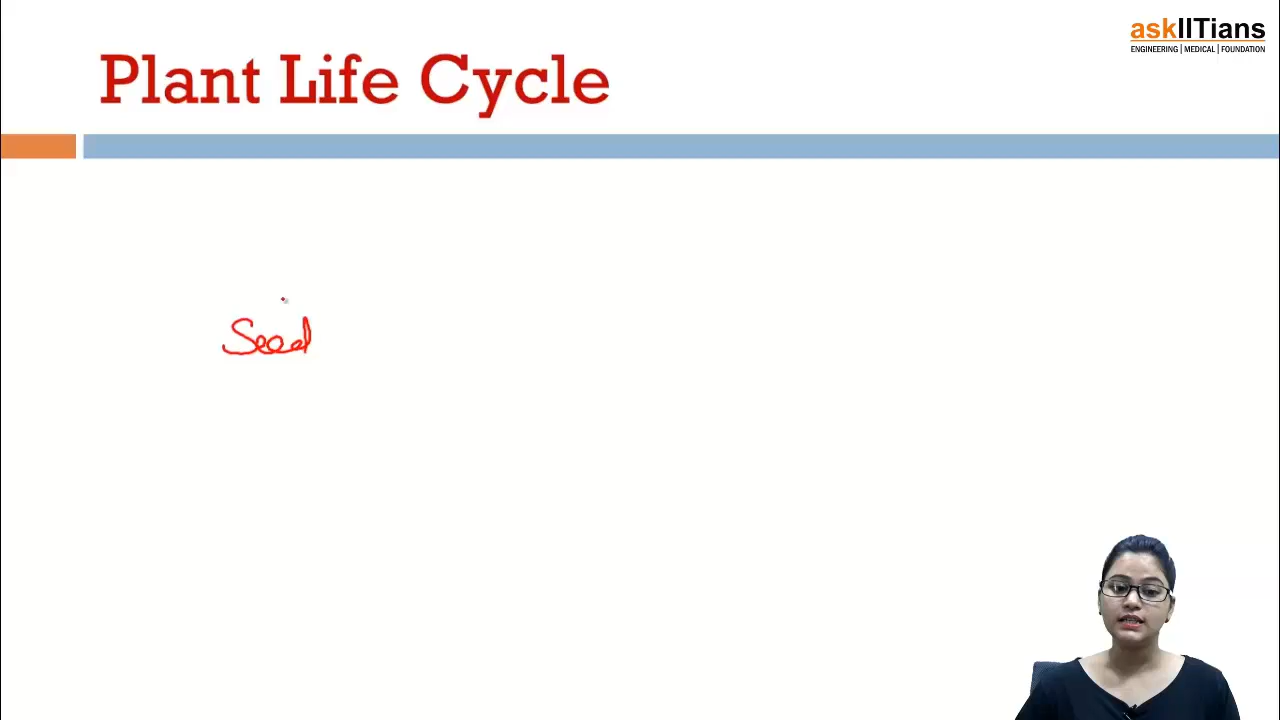 askIITians
ENGINEERING | MEDICAL | FOUNDATION
Plant Life Cycle
Seed